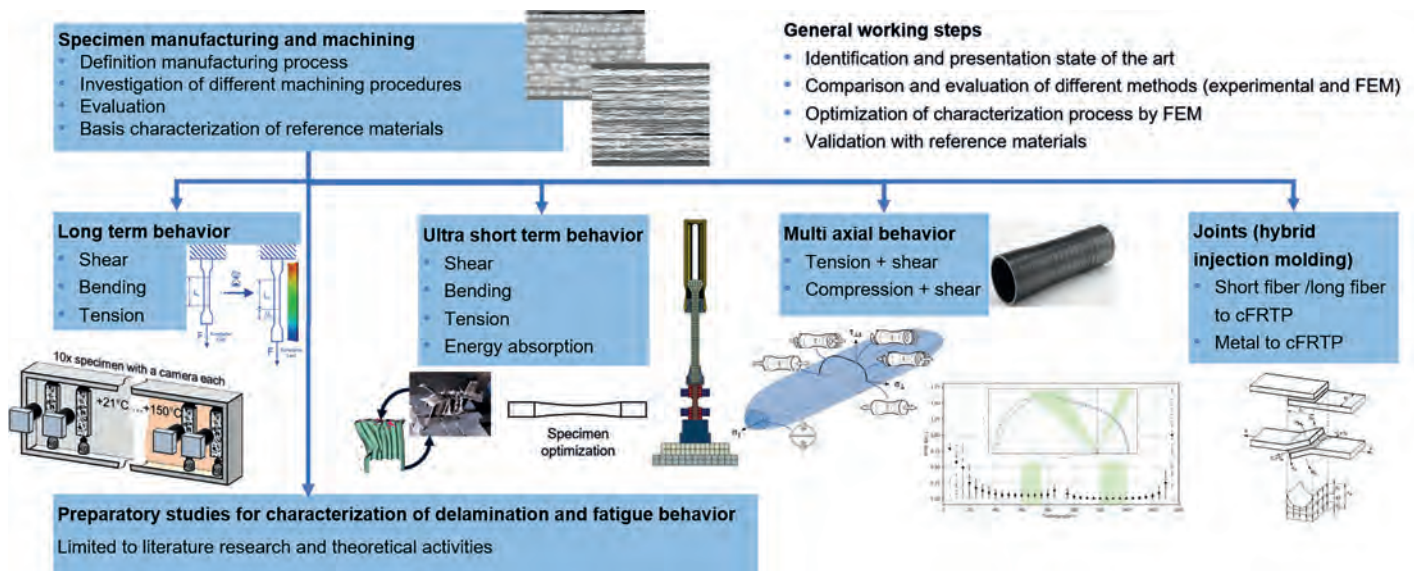 Specimen manufacturing and machining
Definition manufacturing process
Investigation of different machining procedures
Evaluation
Basis characterization of reference materials
General working steps
Identification and presentation state of the art
Comparison and evaluation of different methods (experimental and FEM)
Optimization of characterization process by FEM
Validation with reference materials
Long term behavior
Shear
Bending
Tension
F
F
10x specimen with a camera each
+21°C ... +150°C
Ultra short term behavior
Shear
Bending
Tension
Energy absorption
Specimen
optimization
Multi axial behavior
Tension + shear
Compression + shear
Joints (hybrid
injection molding)
Short fiber /long fiber
to cFRTP
Metal to cFRTP
Preparatory studies for characterization of delamination and fatigue behavior
Limited to literature research and theoretical activities